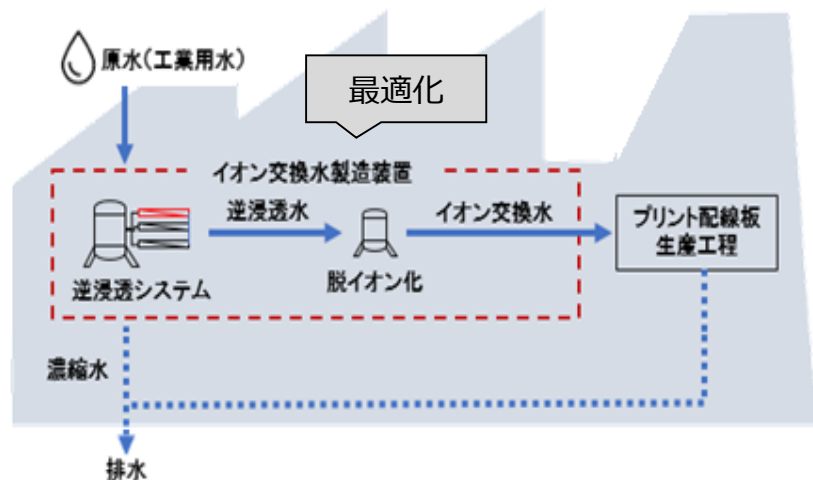 原水(工業用水)
最適化
イオン交換水製造装置
逆浸透水
イオン交換水
プリント配線板
生産工程
逆浸透システム
脱イオン化
濃縮水
排水